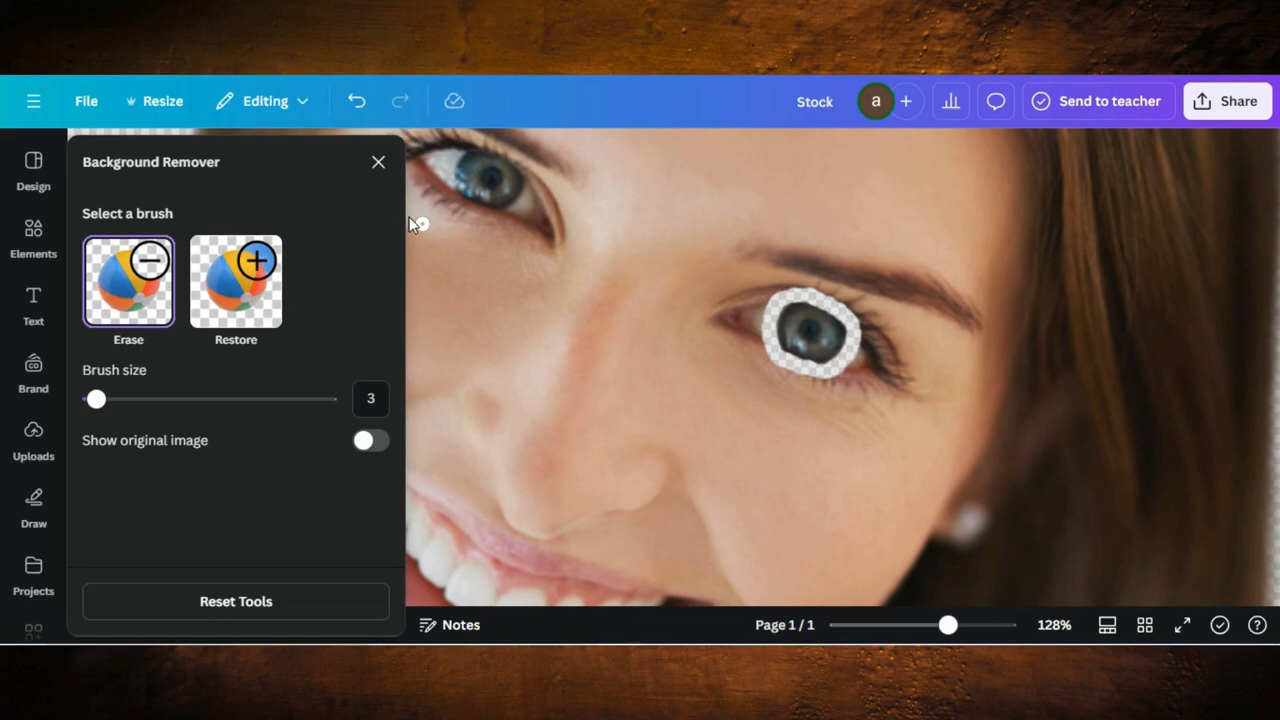 File Resize Editing Stock a Send to teacher Share
Design
Elements
Text
Brand
Uploads
Draw
Projects
Background Remover
Select a brush
Erase Restore
Brush size
3
Show original image
Reset Tools
Notes Page 1 / 1 128%